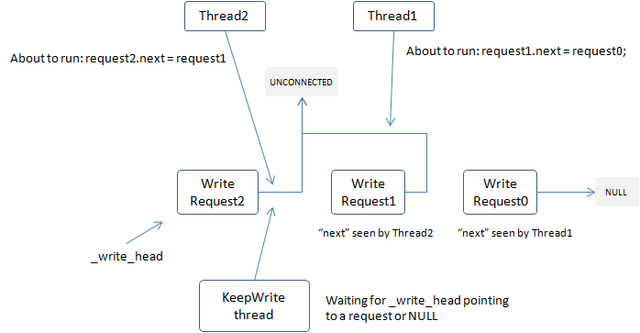 Thread2
Thread1
About to run: request2.next = request1
About to run: request1.next = request0;
UNCONNECTED
Write
Request2
Write
Request1
Write
Request0
NULL
"next" seen by Thread2
"next" seen by Thread1
_write_head
KeepWrite
thread
Waiting for _write_head pointing
to a request or NULL